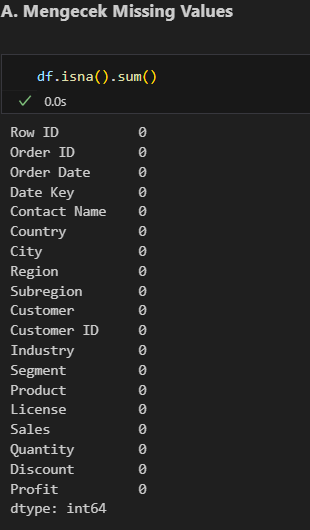 A. Mengecek Missing Values
df.isna().sum()
0.0s
Row ID 0
Order ID 0
Order Date 0
Date Key 0
Contact Name 0
Country 0
City 0
Region 0
Subregion 0
Customer 0
Customer ID 0
Industry 0
Segment 0
Product 0
License 0
Sales 0
Quantity 0
Discount 0
Profit 0
dtype: int64